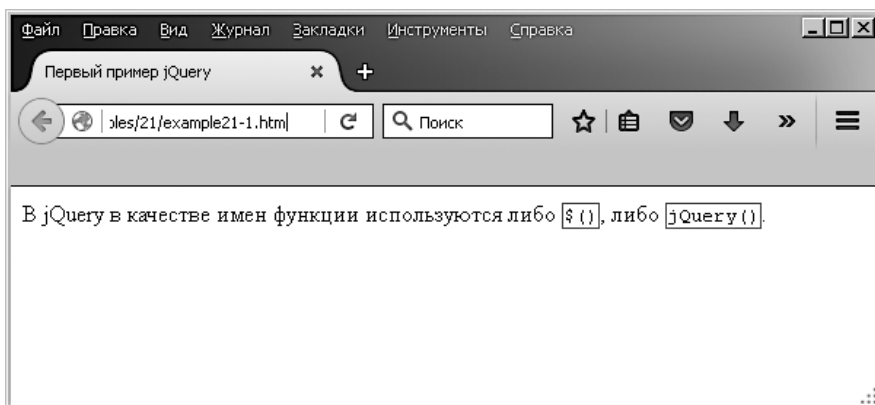 Файл Правка Вид Журнал Закладки Инструменты Справка
Первый пример jQuery
ples/21/example21-1.htm
Поиск
В jQuery в качестве имен функции используются либо $(), либо jQuery().